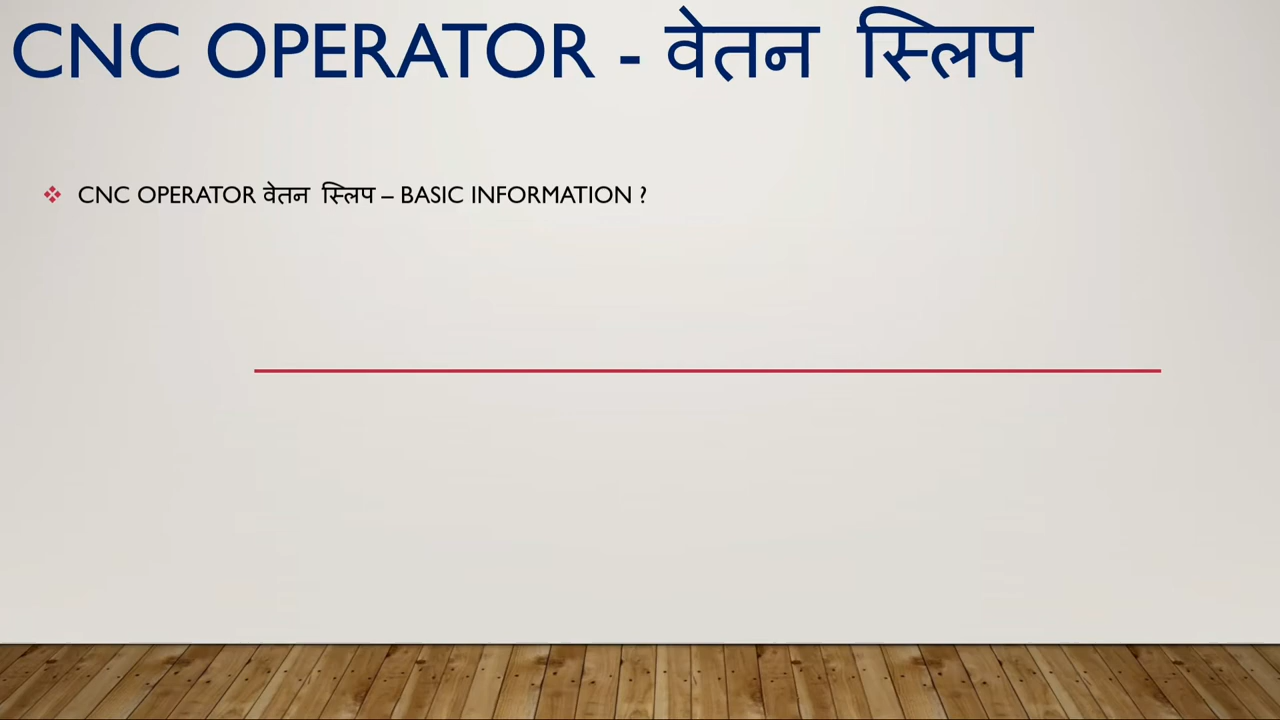 CNC OPERATOR - वेतन स्लिप
❖ CNC OPERATOR वेतन स्लिप – BASIC INFORMATION ?